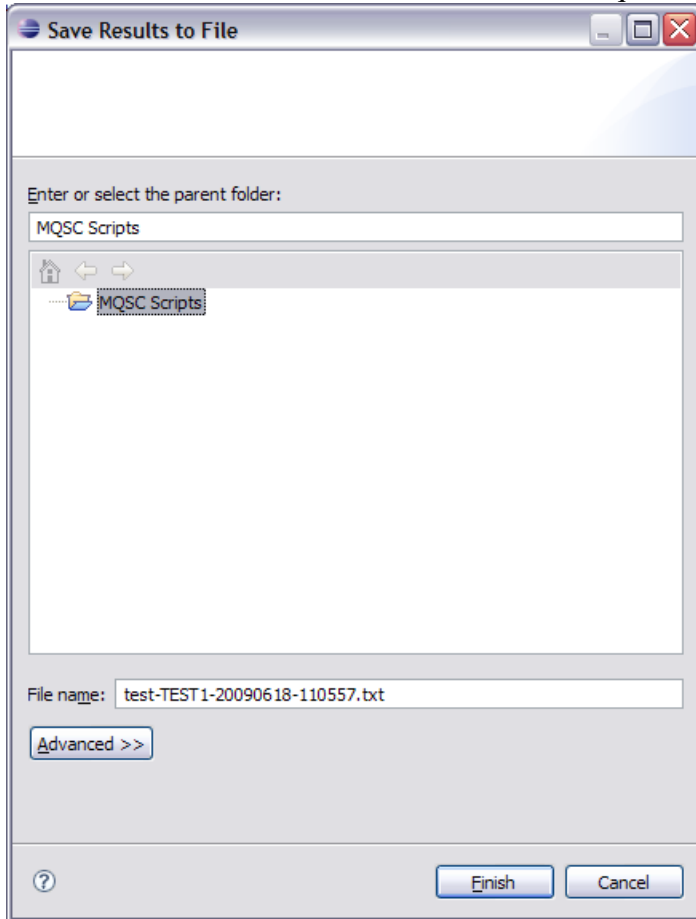 Save Results to File
Enter or select the parent folder:
MQSC Scripts
MQSC Scripts
File name: test-TEST1-20090618-110557.txt
Advanced >>
Finish Cancel